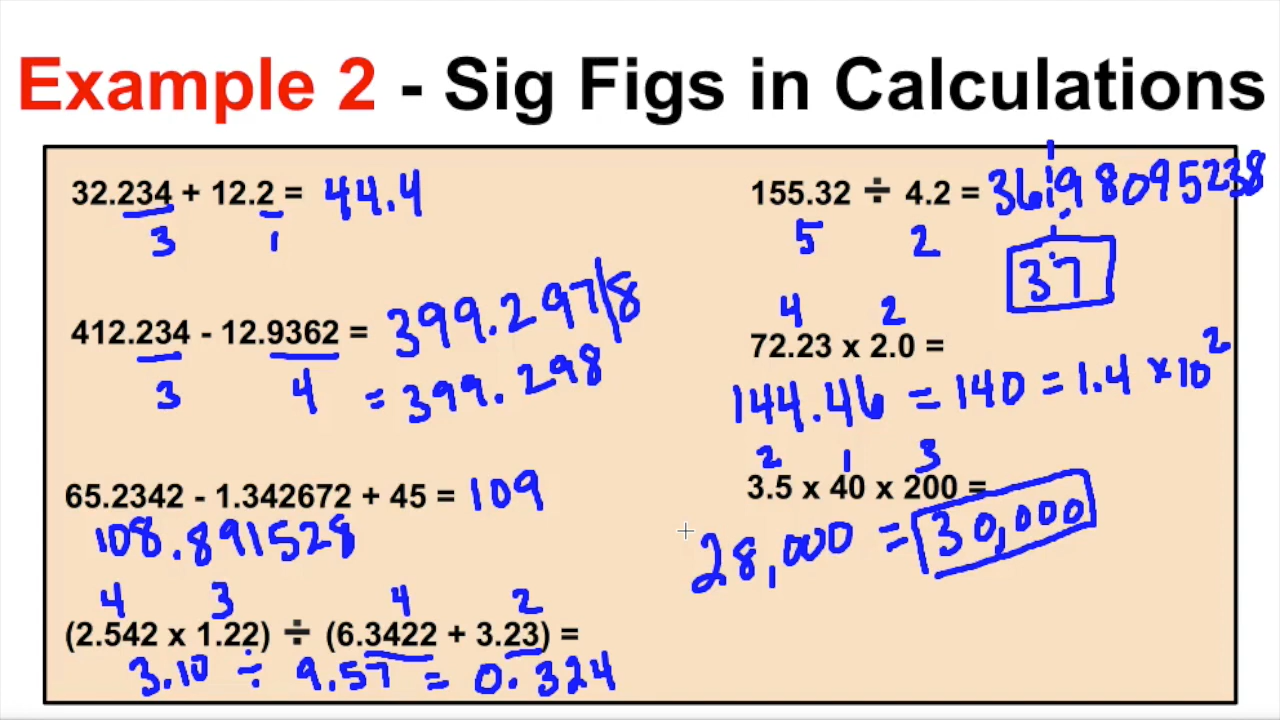 Example 2 - Sig Figs in Calculations
32.234 + 12.2 = 44.4
3 1
412.234 - 12.9362 = 399.297|8
3 4 = 399.298
65.2342 - 1.342672 + 45 = 109
108.891528
4 3 4 2
(2.542 x 1.22) ÷ (6.3422 + 3.23) =
3.10 ÷ 9.57 = 0.324
155.32 ÷ 4.2 = 36.98095238
5 2 37
4 2
72.23 x 2.0 =
144.46 = 140 = 1.4 × 10²
2 1 3
3.5 x 40 x 200 =
28,000 = 30,000